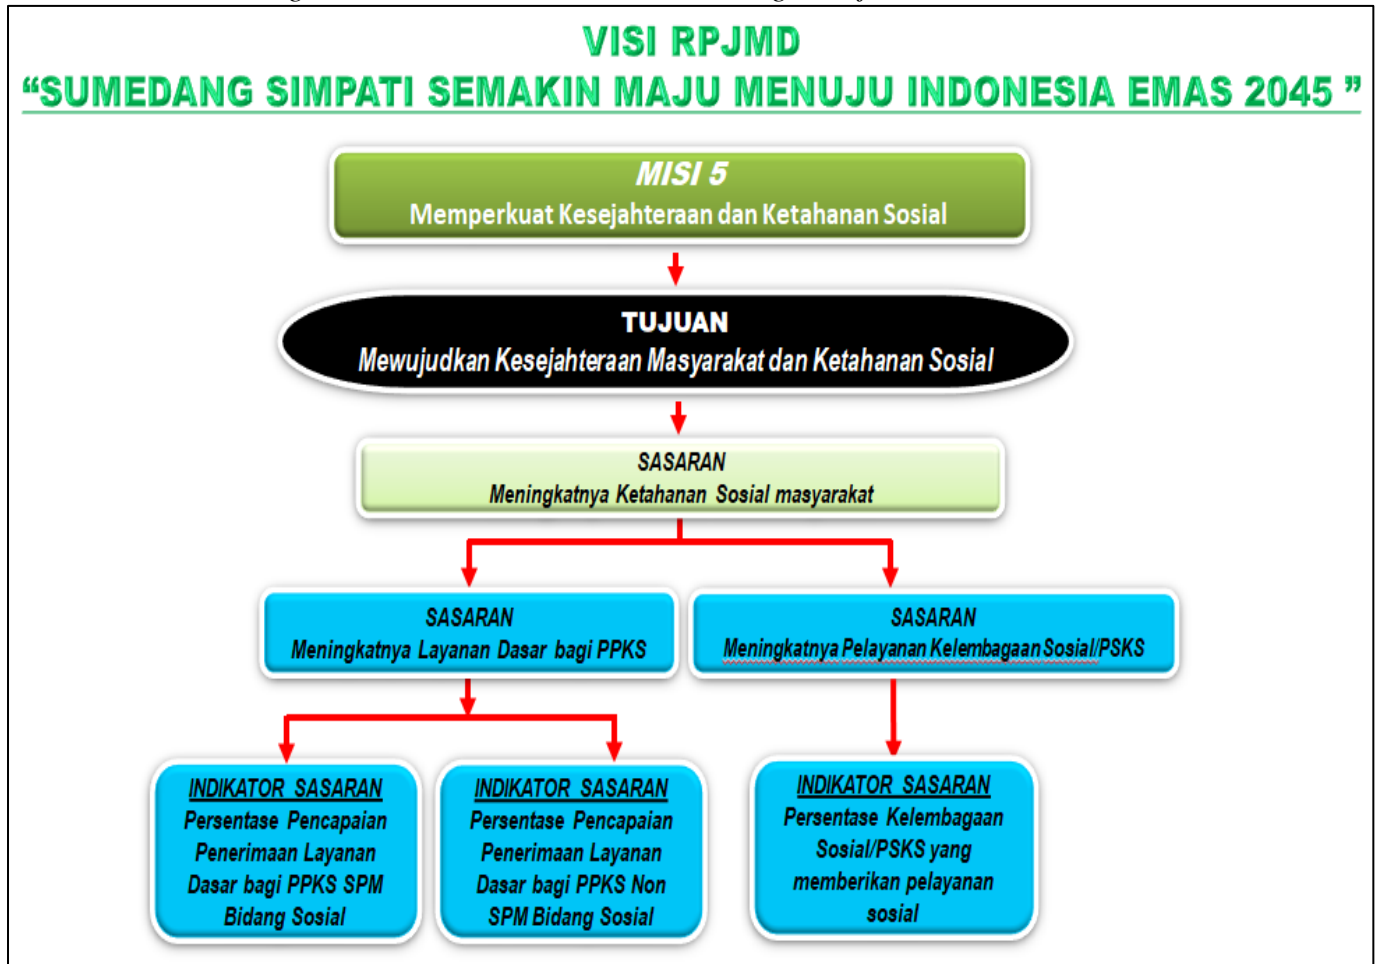 VISI RPJMD
“SUMEDANG SIMPATI SEMAKIN MAJU MENUJU INDONESIA EMAS 2045 ”
MISI 5
Memperkuat Kesejahteraan dan Ketahanan Sosial
TUJUAN
Mewujudkan Kesejahteraan Masyarakat dan Ketahanan Sosial
SASARAN
Meningkatnya Ketahanan Sosial masyarakat
SASARAN
Meningkatnya Layanan Dasar bagi PPKS
SASARAN
Meningkatnya Pelayanan Kelembagaan Sosial/PSKS
INDIKATOR SASARAN
Persentase Pencapaian
Penerimaan Layanan
Dasar bagi PPKS SPM
Bidang Sosial
INDIKATOR SASARAN
Persentase Pencapaian
Penerimaan Layanan
Dasar bagi PPKS Non
SPM Bidang Sosial
INDIKATOR SASARAN
Persentase Kelembagaan
Sosial/PSKS yang
memberikan pelayanan
sosial